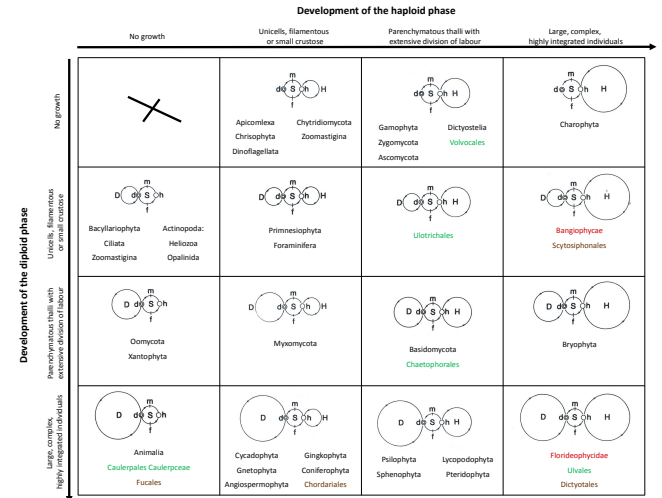 Development of the haploid phase
No growth
Unicells, filamentous
or small crustose
Parenchymatous thalli with
extensive division of labour
Large, complex,
highly integrated individuals
Development of the diploid phase
No growth
m
d S h H
f
Apicomlexa Chytridiomycota
Chrisophyta Zoomastigina
Dinoflagellata
m
d S h H
f
Gamophyta Dictyostelia
Zygomycota Volvocales
Ascomycota
m
d S h H
f
Charophyta
Unicells, filamentous
or small crustose
m
D d S h
f
Bacyllariophyta Actinopoda:
Ciliata Heliozoa
Zoomastigina Opalinida
m
D d S h H
f
Primnesiophyta
Foraminifera
m
D d S h H
f
Ulotrichales
m
D d S h H
f
Bangiophycae
Scytosiphonales
Parenchymatous thalli with
extensive division of labour
m
D d S h
f
Oomycota
Xantophyta
m
D d S h H
f
Myxomycota
m
D d S h H
f
Basidomycota
Chaetophorales
m
D d S h H
f
Bryophyta
Large, complex,
highly integrated individuals
m
D d S h
f
Animalia
Caulerpales Caulerpceae
Fucales
m
D d S h H
f
Cycadophyta Gingkophyta
Gnetophyta Coniferophyta
Angiospermophyta Chordariales
m
D d S h H
f
Psilophyta Lycopodophyta
Sphenophyta Pteridophyta
m
D d S h H
f
Florideophycidae
Ulvales
Dictyotales